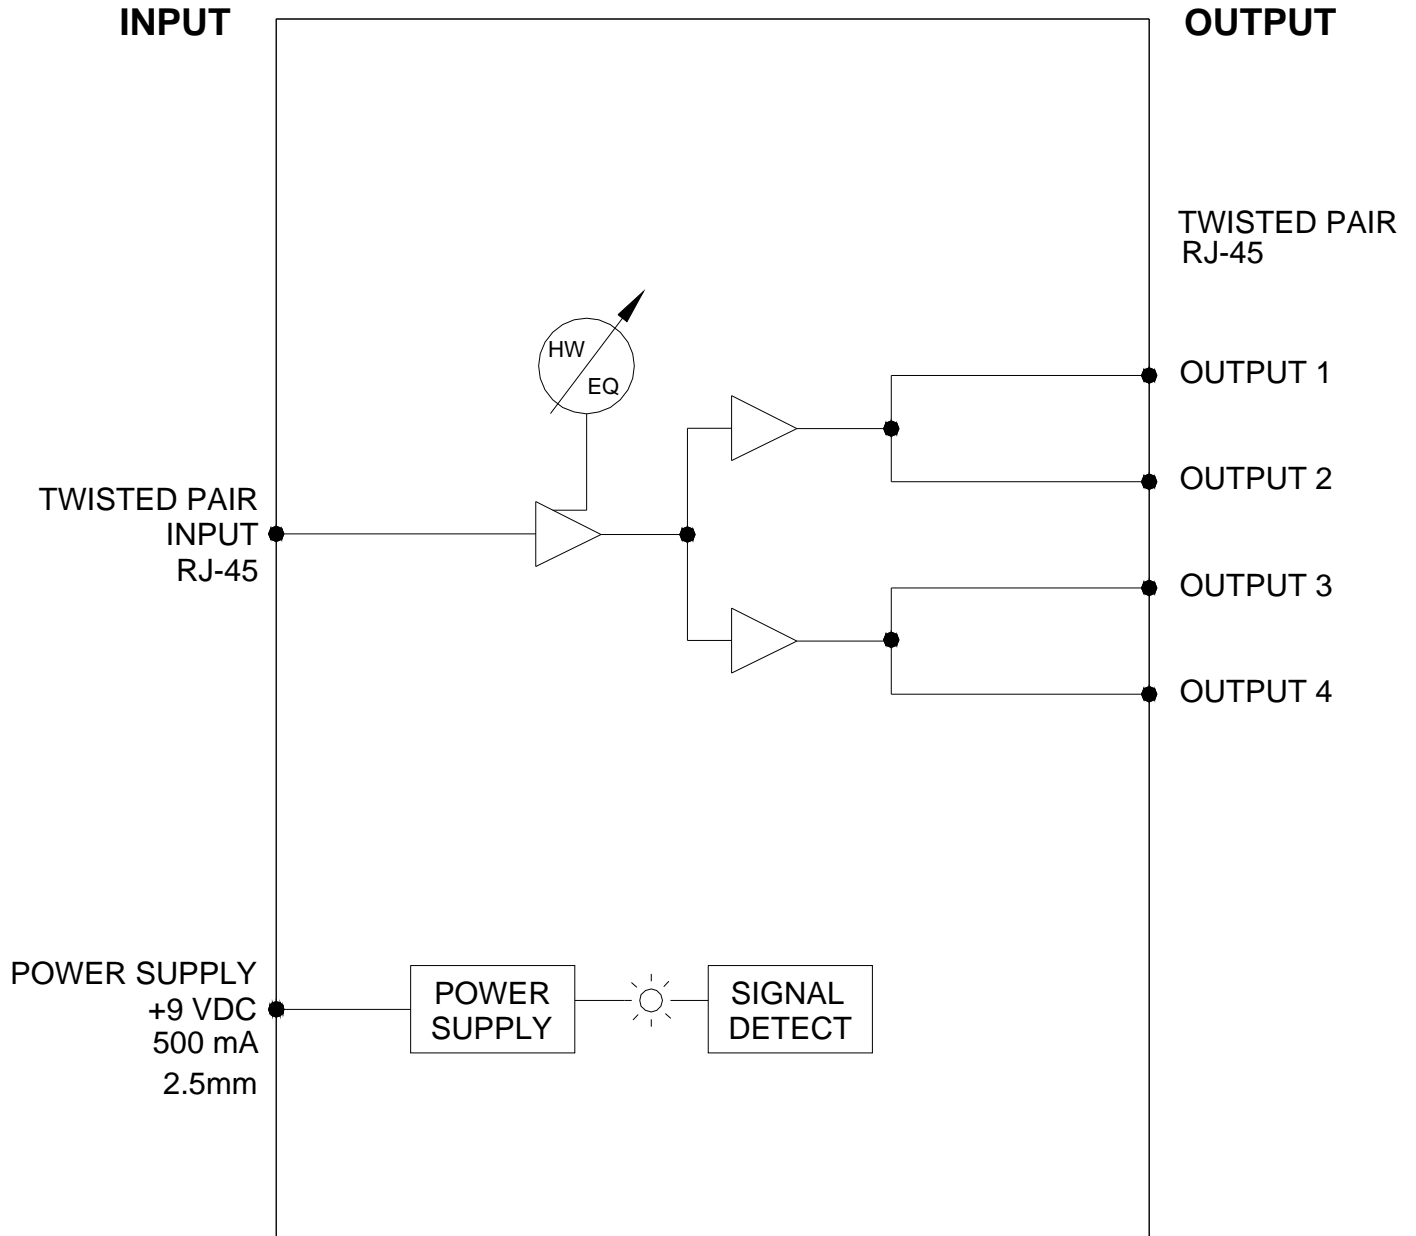 INPUT
OUTPUT
TWISTED PAIR
RJ-45
HW
EQ
OUTPUT 1
OUTPUT 2
TWISTED PAIR
INPUT
RJ-45
OUTPUT 3
OUTPUT 4
POWER SUPPLY
+9 VDC
500 mA
2.5mm
POWER
SUPPLY
SIGNAL
DETECT